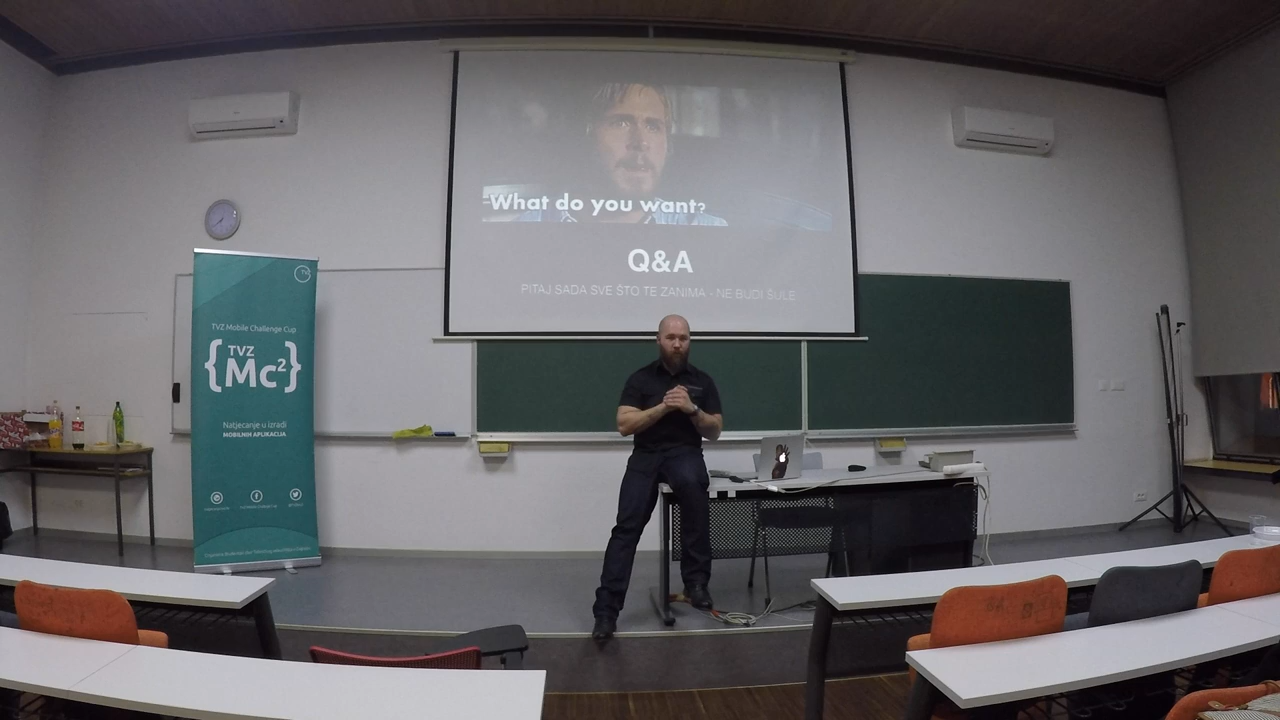 What do you want?
Q&A
PITAJ SADA SVE ŠTO TE ZANIMA - NE BUDI ŠULE
TVZ Mobile Challenge Cup
{TVZ
Mc²}
Natjecanje u izradi
MOBILNIH APLIKACIJA